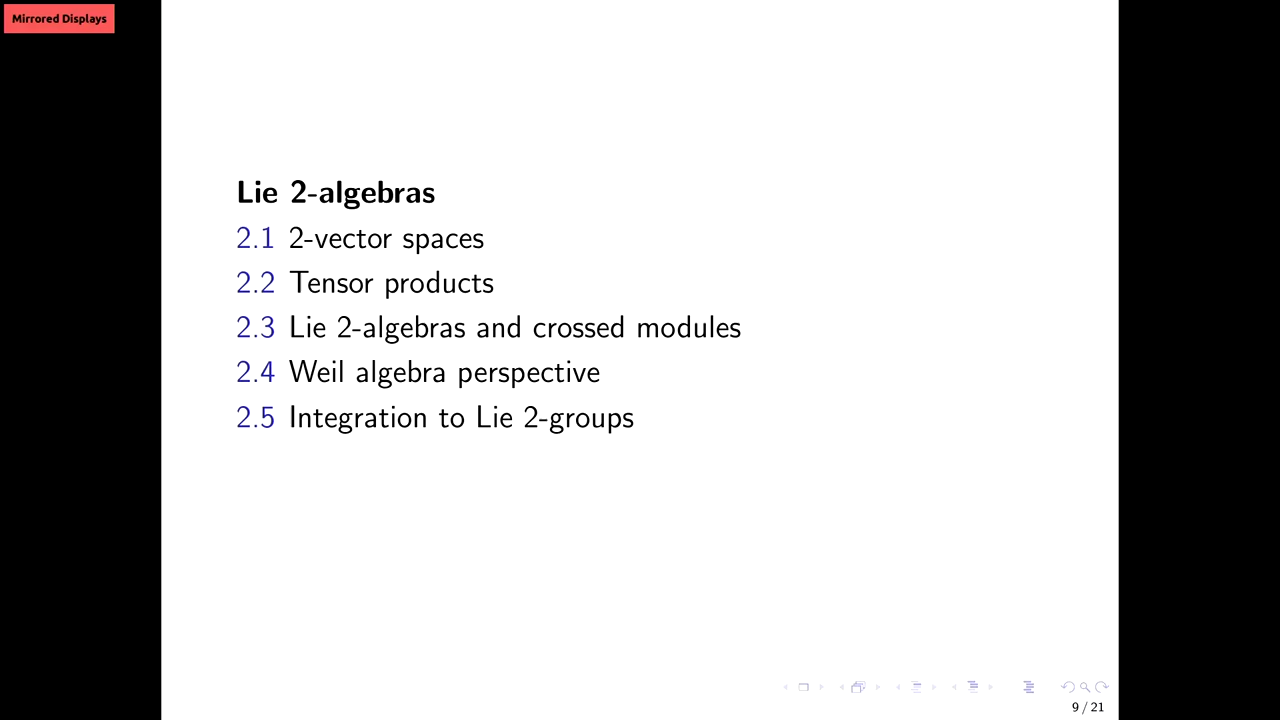 Mirrored Displays
Lie 2-algebras
2.1 2-vector spaces
2.2 Tensor products
2.3 Lie 2-algebras and crossed modules
2.4 Weil algebra perspective
2.5 Integration to Lie 2-groups
9 / 21